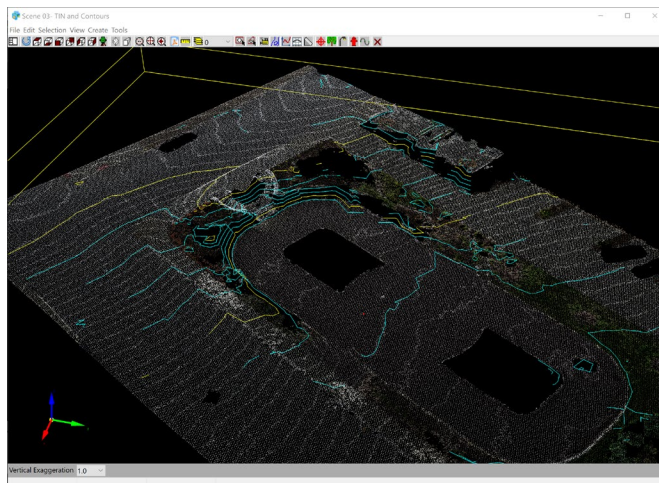 Scene 03- TIN and Contours
File Edit Selection View Create Tools
0
Vertical Exaggeration 1.0